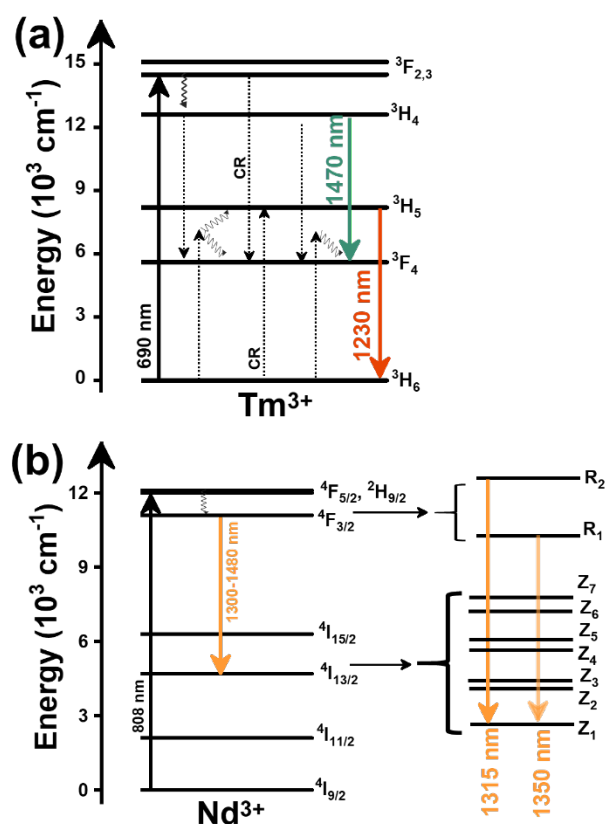 (a)
Energy (10³ cm⁻¹)
15
12
9
6
3
0
³F₂,₃
³H₄
³H₅
³F₄
³H₆
690 nm
CR
CR
1470 nm
1230 nm
Tm³⁺
(b)
Energy (10³ cm⁻¹)
12
9
6
3
0
⁴F₅/₂, ²H₉/₂
⁴F₃/₂
⁴I₁₅/₂
⁴I₁₃/₂
⁴I₁₁/₂
⁴I₉/₂
808 nm
1300-1480 nm
Nd³⁺
R₂
R₁
Z₇
Z₆
Z₅
Z₄
Z₃
Z₂
Z₁
1315 nm
1350 nm